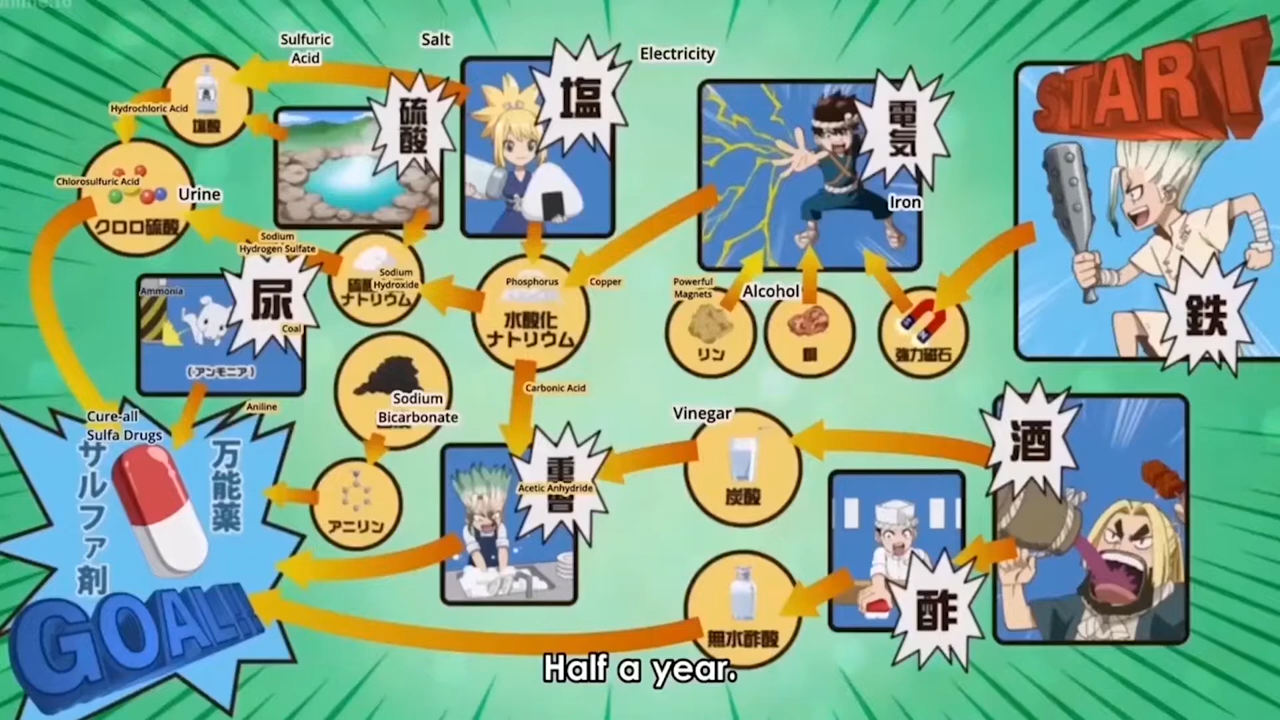 Sulfuric
Acid
Salt
Electricity
START
塩
硫
酸
電
気
Hydrochloric Acid
塩酸
Chlorosulfuric Acid
Urine
クロロ硫酸
Iron
鉄
Sodium
Hydrogen Sulfate
Sodium
Hydroxide
ナトリウム
Phosphorus
Copper
水酸化
ナトリウム
Powerful
Magnets
Alcohol
リン
銅
強力磁石
Ammonia
尿
Coal
(アンモニア)
Carbonic Acid
Sodium
Bicarbonate
Aniline
Vinegar
酒
Cure-all
Sulfa Drugs
万能薬
サルファ剤
Acetic Anhydride
重
炭酸
アニリン
酢
無水酢酸
GOAL!!
Half a year.